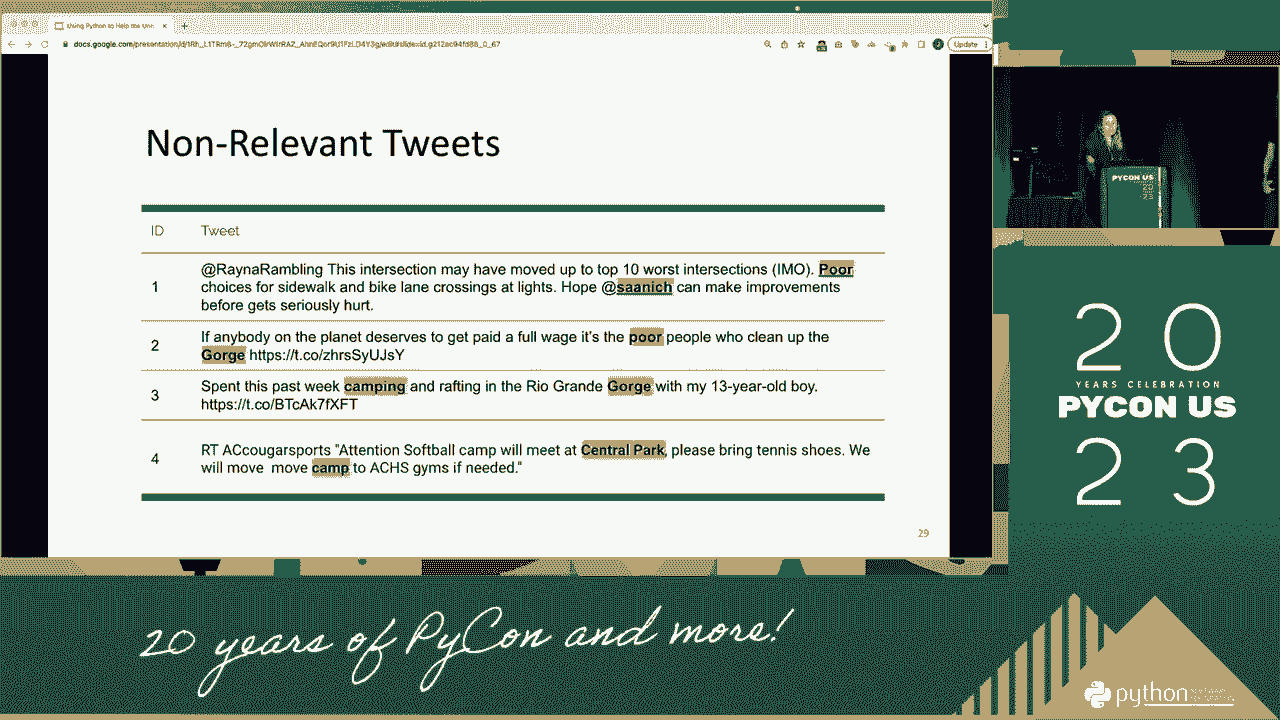 Using Python to Help the Un
docs.google.com/presentation/d/
Update
Non-Relevant Tweets
ID Tweet
1
@RaynaRambling This intersection may have moved up to top 10 worst intersections (IMO). Poor
choices for sidewalk and bike lane crossings at lights. Hope @saanich can make improvements
before gets seriously hurt.
2
If anybody on the planet deserves to get paid a full wage it's the poor people who clean up the
Gorge https://t.co/zhrsSyUJsY
3
Spent this past week camping and rafting in the Rio Grande Gorge with my 13-year-old boy.
https://t.co/BTcAk7fXFT
4
RT ACcougarsports "Attention Softball camp will meet at Central Park, please bring tennis shoes. We
will move move camp to ACHS gyms if needed."
29
PYCON US
20
23
20
YEARS CELEBRATION
PYCON US
23
20 years of PyCon and more!
python